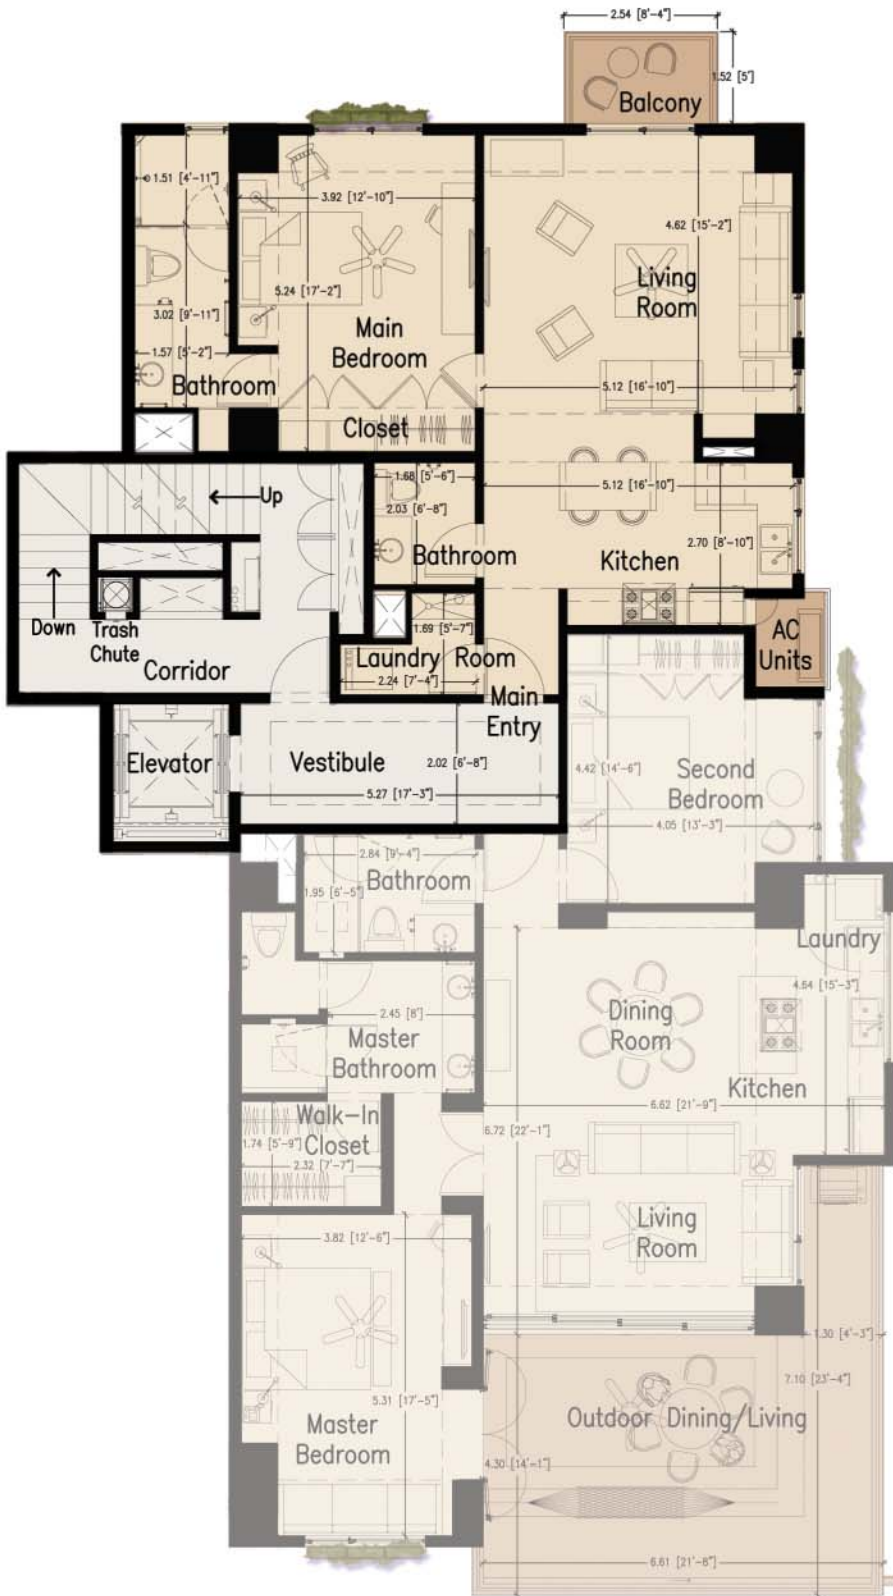 2.54 [8'-4"]
1.52 [5']
Balcony
1.51 [4'-11"]
3.92 [12'-10"]
4.62 [15'-2"]
Living
Room
5.24 [17'-2"]
3.02 [9'-11"]
Main
Bedroom
1.57 [5'-2"]
Bathroom
5.12 [16'-10"]
Closet
1.68 [5'-6"]
5.12 [16'-10"]
Up
2.03 [6'-8"]
Bathroom
Kitchen
2.70 [8'-10"]
Down
Trash
Chute
Corridor
1.69 [5'-7"]
Laundry Room
2.24 [7'-4"]
AC
Units
Main
Entry
Elevator
Vestibule
2.02 [6'-8"]
5.27 [17'-3"]
4.42 [14'-6"]
Second
Bedroom
4.05 [13'-3"]
2.84 [9'-4"]
Bathroom
1.95 [6'-5"]
Laundry
4.64 [15'-3"]
Dining
Room
2.45 [8']
Master
Bathroom
Kitchen
6.62 [21'-9"]
Walk-In
Closet
1.74 [5'-9"]
2.32 [7'-7"]
6.72 [22'-1"]
Living
Room
3.82 [12'-6"]
1.30 [4'-3"]
7.10 [23'-4"]
5.31 [17'-5"]
Master
Bedroom
Outdoor Dining/Living
4.30 [14'-1"]
6.61 [21'-8"]